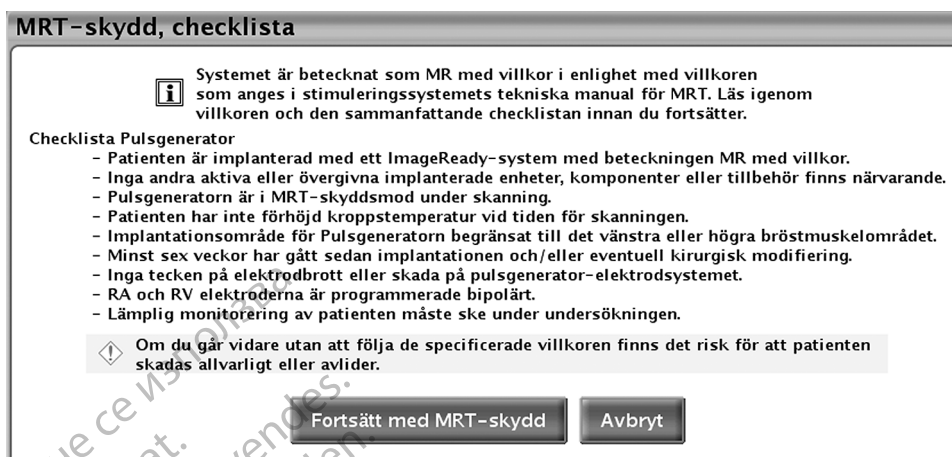 MRT-skydd, checklista
Systemet är betecknat som MR med villkor i enlighet med villkoren
som anges i stimuleringssystemets tekniska manual för MRT. Läs igenom
villkoren och den sammanfattande checklistan innan du fortsätter.
Checklista Pulsgenerator
- Patienten är implanterad med ett ImageReady-system med beteckningen MR med villkor.
- Inga andra aktiva eller övergivna implanterade enheter, komponenter eller tillbehör finns närvarande.
- Pulsgeneratorn är i MRT-skyddsmod under skanning.
- Patienten har inte förhöjd kroppstemperatur vid tiden för skanningen.
- Implantationsområde för Pulsgeneratorn begränsat till det vänstra eller högra bröstmuskelområdet.
- Minst sex veckor har gått sedan implantationen och/eller eventuell kirurgisk modifiering.
- Inga tecken på elektrodbrott eller skada på pulsgenerator-elektrodsystemet.
- RA och RV elektroderna är programmerade bipolärt.
- Lämplig monitorering av patienten måste ske under undersökningen.
Om du går vidare utan att följa de specificerade villkoren finns det risk för att patienten
skadas allvarligt eller avlider.
Fortsätt med MRT-skydd
Avbryt
се използва